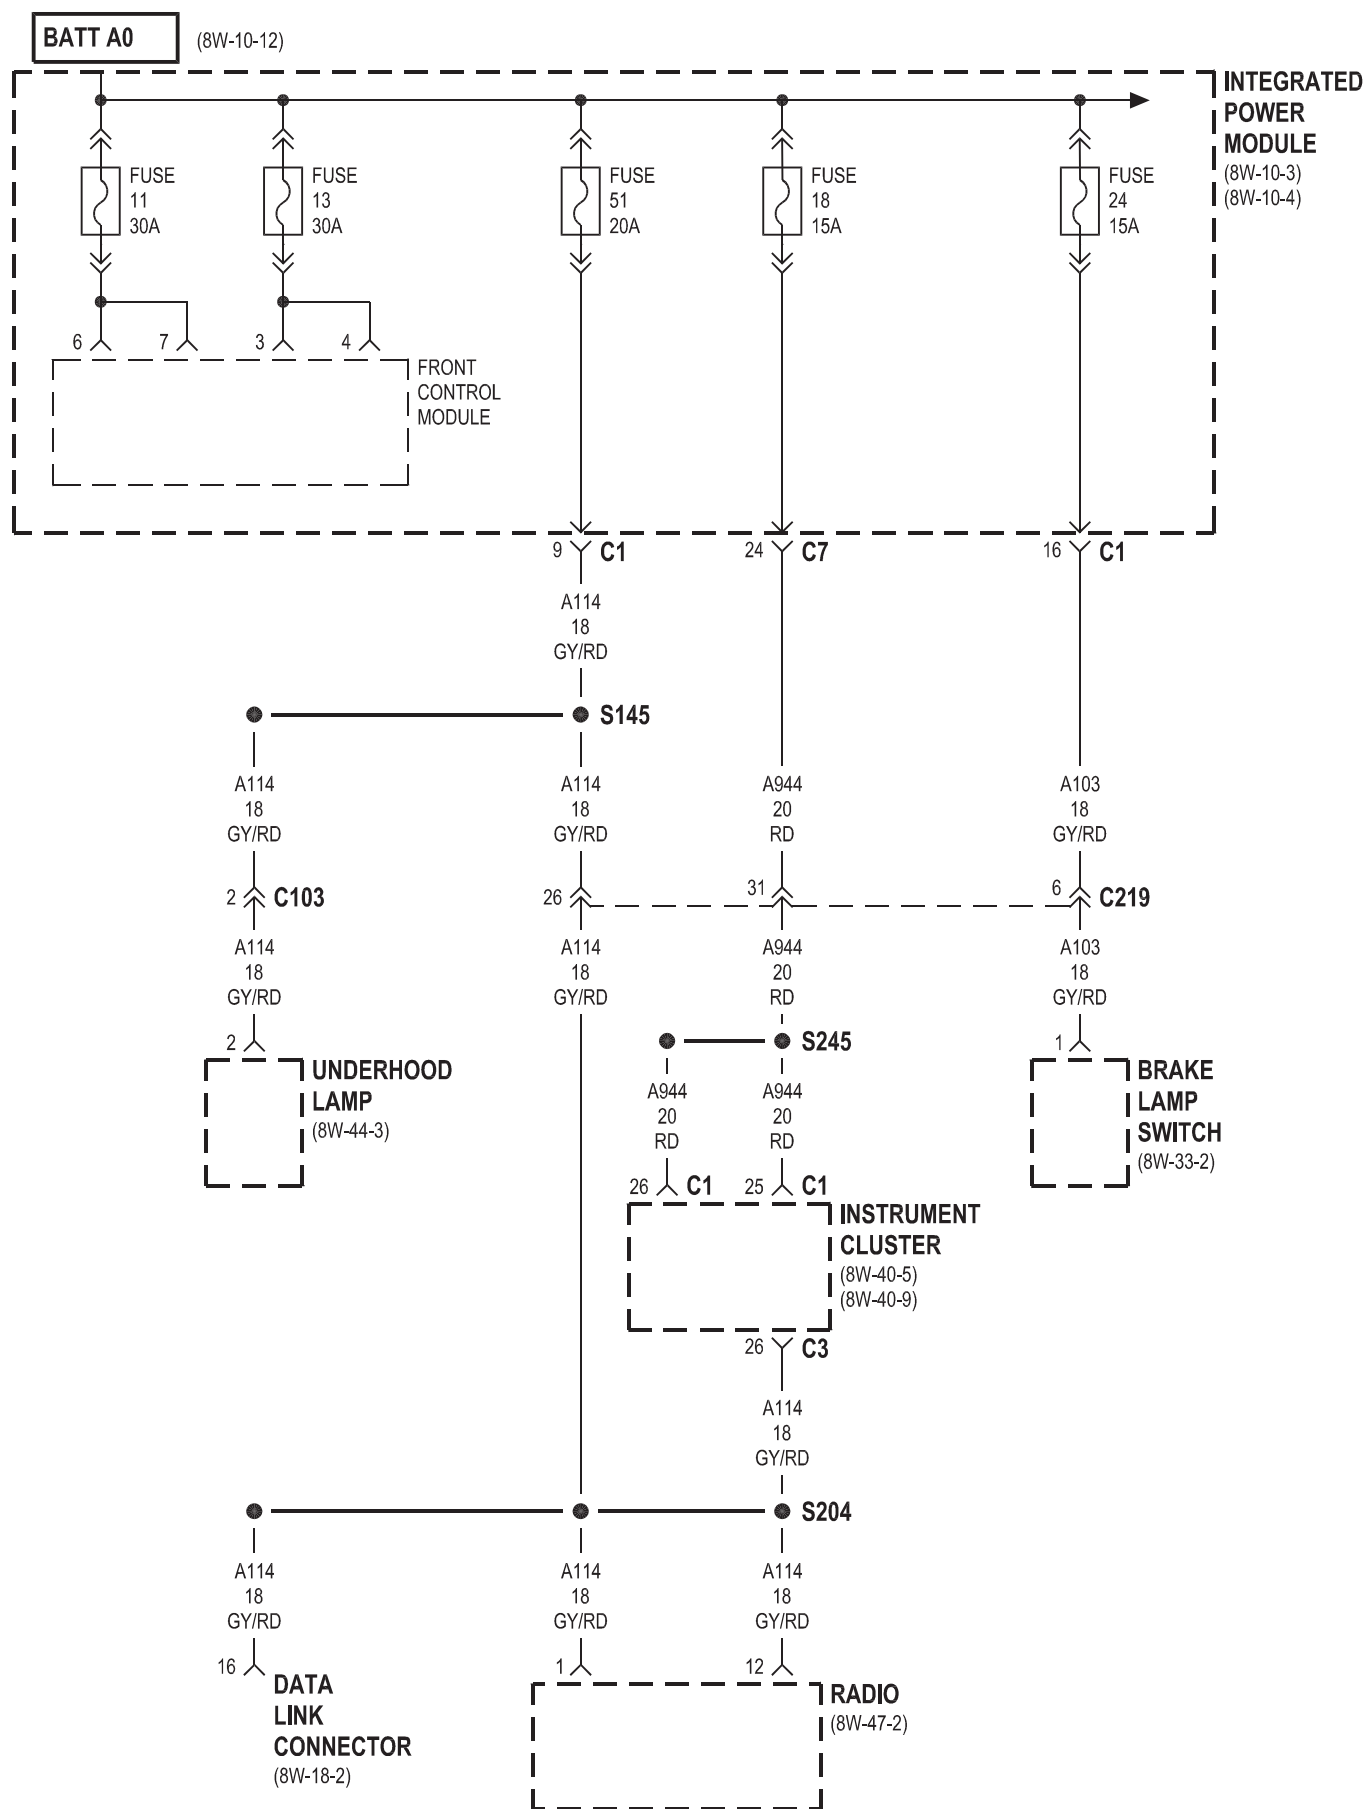 BATT A0 (8W-10-12)
INTEGRATED
POWER
MODULE
(8W-10-3)
(8W-10-4)
FUSE
11
30A
FUSE
13
30A
FUSE
51
20A
FUSE
18
15A
FUSE
24
15A
6 7 3 4
FRONT
CONTROL
MODULE
9 C1 24 C7 16 C1
A114
18
GY/RD
S145
A114
18
GY/RD
A114
18
GY/RD
A944
20
RD
A103
18
GY/RD
2 C103 26 31 6 C219
A114
18
GY/RD
A114
18
GY/RD
A944
20
RD
A103
18
GY/RD
S245
2
UNDERHOOD
LAMP
(8W-44-3)
1
BRAKE
LAMP
SWITCH
(8W-33-2)
A944
20
RD
A944
20
RD
26 C1 25 C1
INSTRUMENT
CLUSTER
(8W-40-5)
(8W-40-9)
26 C3
A114
18
GY/RD
S204
A114
18
GY/RD
A114
18
GY/RD
A114
18
GY/RD
16
DATA
LINK
CONNECTOR
(8W-18-2)
1 12
RADIO
(8W-47-2)